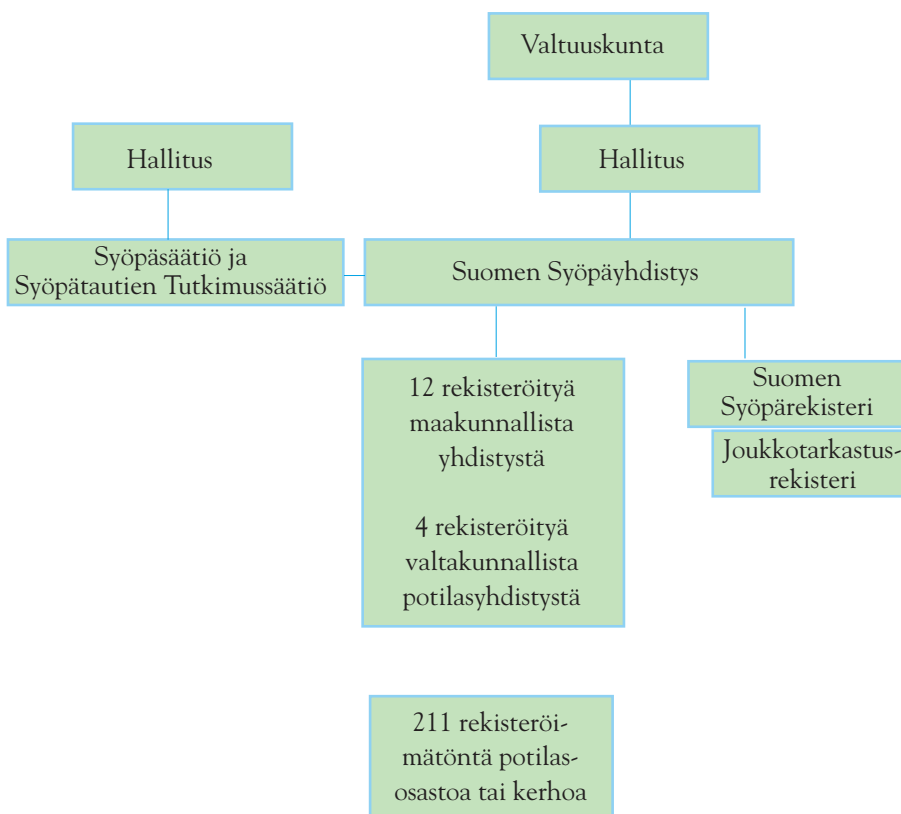 Valtuuskunta
Hallitus
Hallitus
Syöpäsäätiö ja
Syöpätautien Tutkimussäätiö
Suomen Syöpäyhdistys
12 rekisteröityä
maakunnallista
yhdistystä
4 rekisteröityä
valtakunnallista
potilasyhdistystä
Suomen
Syöpärekisteri
Joukkotarkastus-
rekisteri
211 rekisteröi-
mätöntä potilas-
osastoa tai kerhoa